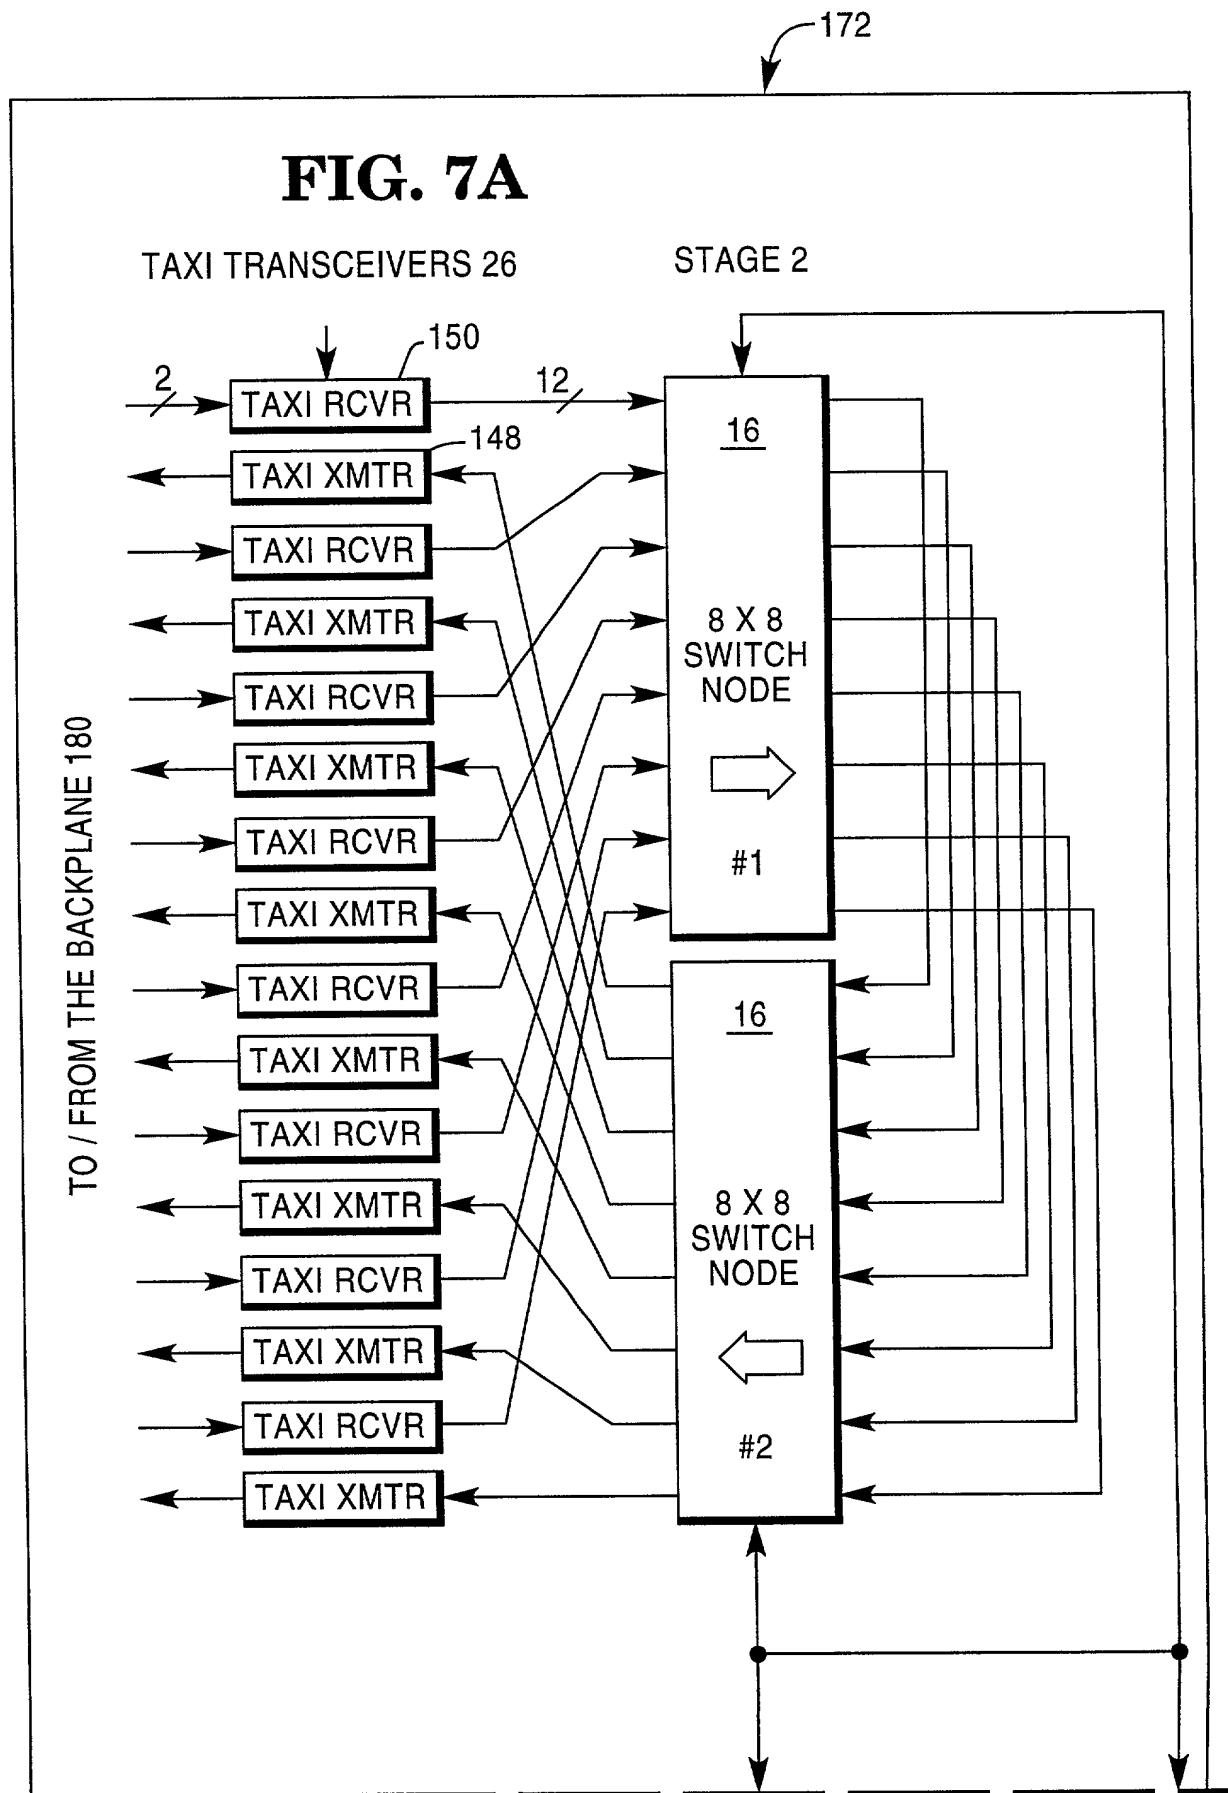 172
FIG. 7A
TAXI TRANSCEIVERS 26
STAGE 2
150
2
TAXI RCVR
12
148
TAXI XMTR
TAXI RCVR
TAXI XMTR
TAXI RCVR
TAXI XMTR
TAXI RCVR
TAXI XMTR
TAXI RCVR
TAXI XMTR
TAXI RCVR
TAXI XMTR
TAXI RCVR
TAXI XMTR
TAXI RCVR
TAXI XMTR
TO / FROM THE BACKPLANE 180
16
8 X 8
SWITCH
NODE
#1
16
8 X 8
SWITCH
NODE
#2